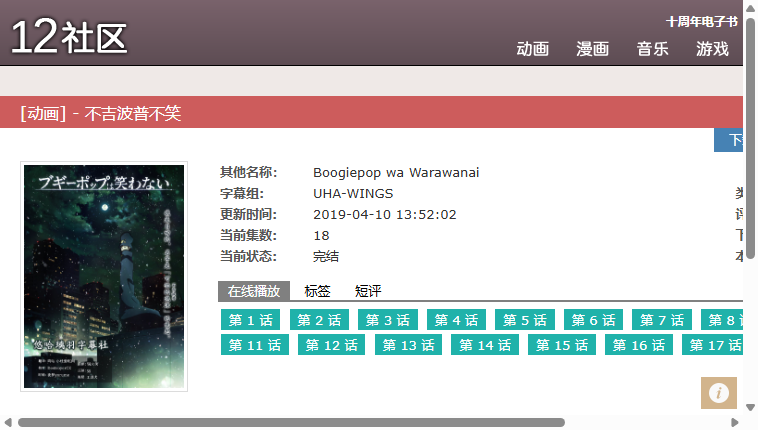 12社区
十周年电子书
动画 漫画 音乐 游戏
[动画] - 不吉波普不笑
ブギーポップは笑わない
悠哈璃羽字幕社
其他名称: Boogiepop wa Warawanai
字幕组: UHA-WINGS
更新时间: 2019-04-10 13:52:02
当前集数: 18
当前状态: 完结
在线播放 标签 短评
第 1 话 第 2 话 第 3 话 第 4 话 第 5 话 第 6 话 第 7 话 第 8
第 11 话 第 12 话 第 13 话 第 14 话 第 15 话 第 16 话 第 17 话